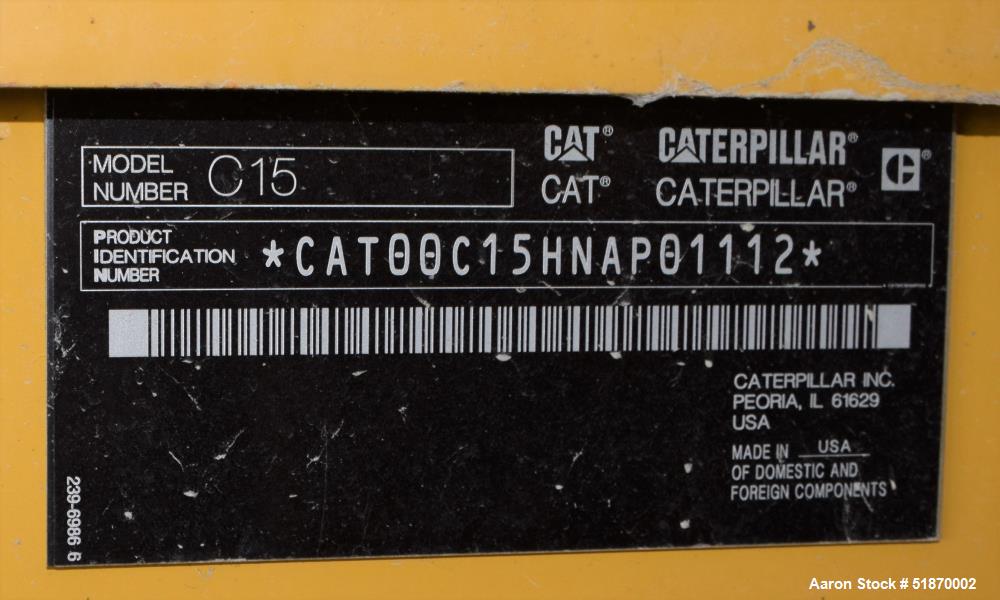 MODEL NUMBER C15
CAT® CATERPILLAR®
CAT® CATERPILLAR®
PRODUCT IDENTIFICATION NUMBER *CAT00C15HNAP01112*
CATERPILLAR INC.
PEORIA, IL 61629
USA
MADE IN USA
OF DOMESTIC AND
FOREIGN COMPONENTS
239-6986 6
Aaron Stock # 51870002